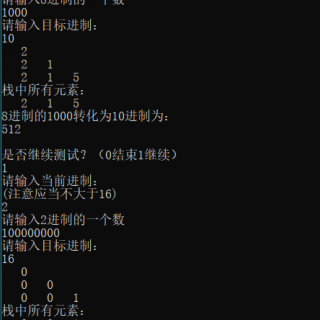 请输入8进制的一个数
1000
请输入目标进制：
10
2
2 1
2 1 5
栈中所有元素：
2 1 5
8进制的1000转化为10进制为：
512
是否继续测试？（0结束1继续）
1
请输入当前进制：
(注意应当不大于16)
2
请输入2进制的一个数
100000000
请输入目标进制：
16
0
0 0
0 0 1
栈中所有元素：